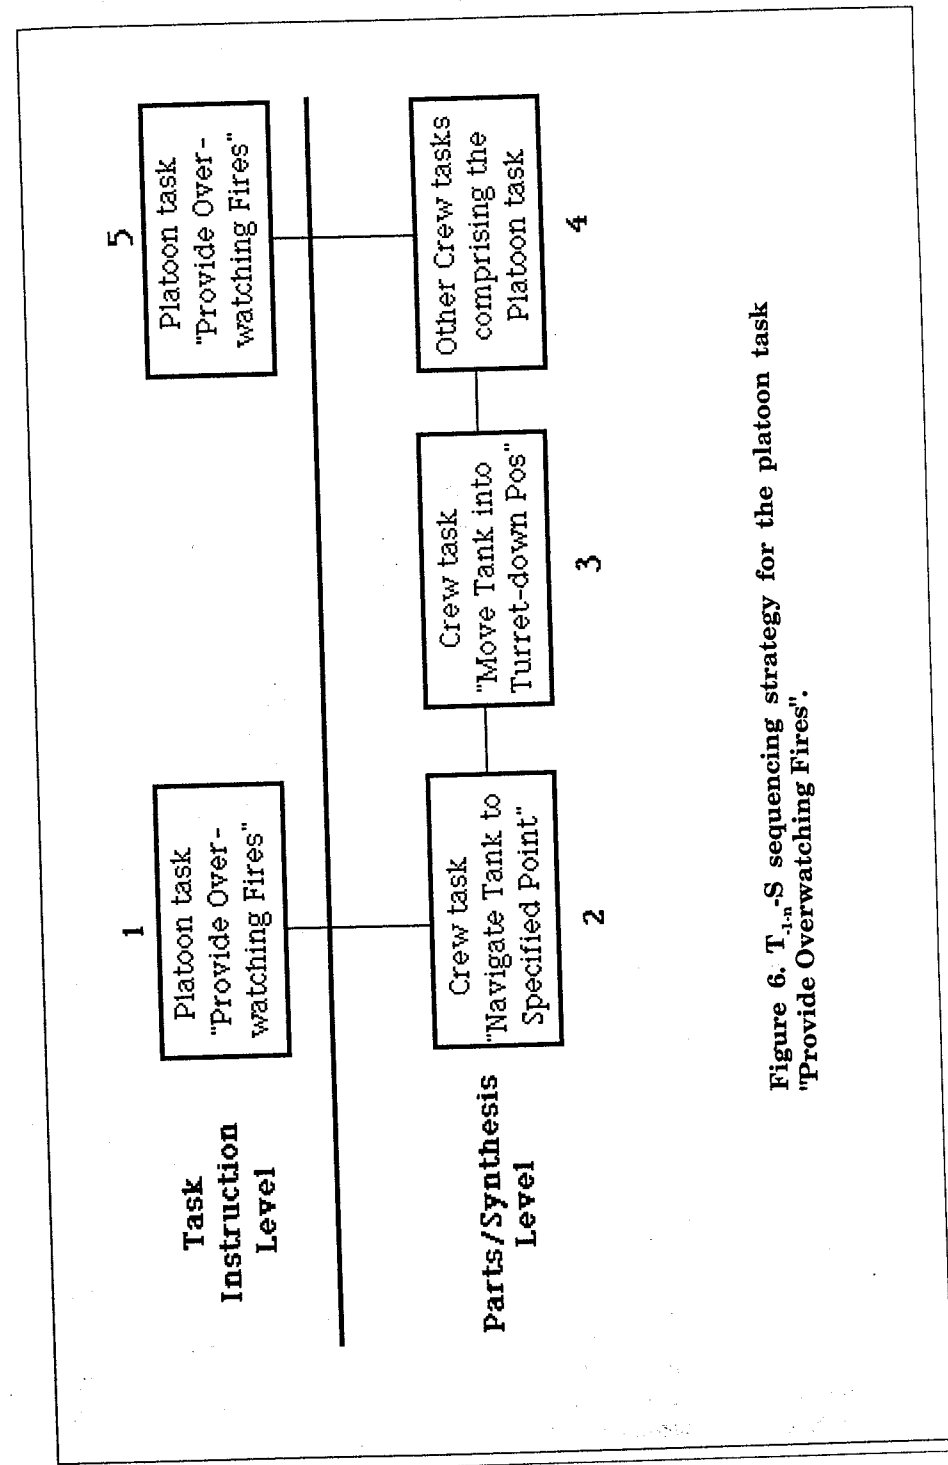 1
Platoon task
"Provide Over-
watching Fires"
5
Platoon task
"Provide Over-
watching Fires"
Task
Instruction
Level
Parts/Synthesis
Level
Crew task
"Navigate Tank to
Specified Point"
2
Crew task
"Move Tank into
Turret-down Pos"
3
Other Crew tasks
comprising the
Platoon task
4
Figure 6. T-1-n-S sequencing strategy for the platoon task
"Provide Overwatching Fires".